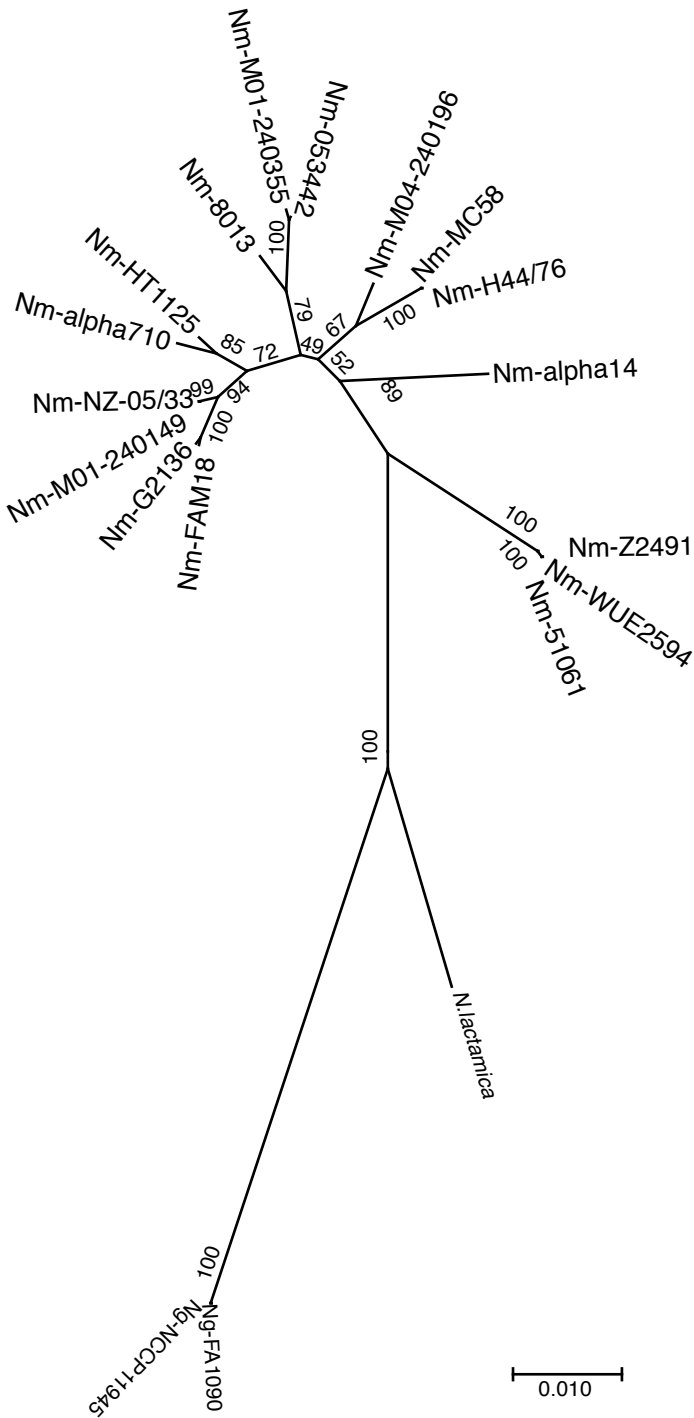 Nm-M01-240355
Nm-053442
Nm-M04-240196
Nm-8013
Nm-MC58
100
Nm-HT1125
Nm-H44/76
79
67
100
Nm-alpha710
85
72
49
52
Nm-alpha14
99
94
89
Nm-NZ-05/33
100
Nm-M01-240149
Nm-G2136
Nm-FAM18
100
100
Nm-Z2491
Nm-WUE2594
Nm-51061
100
N.lactamica
100
Ng-NCCP11945
Ng-FA1090
0.010